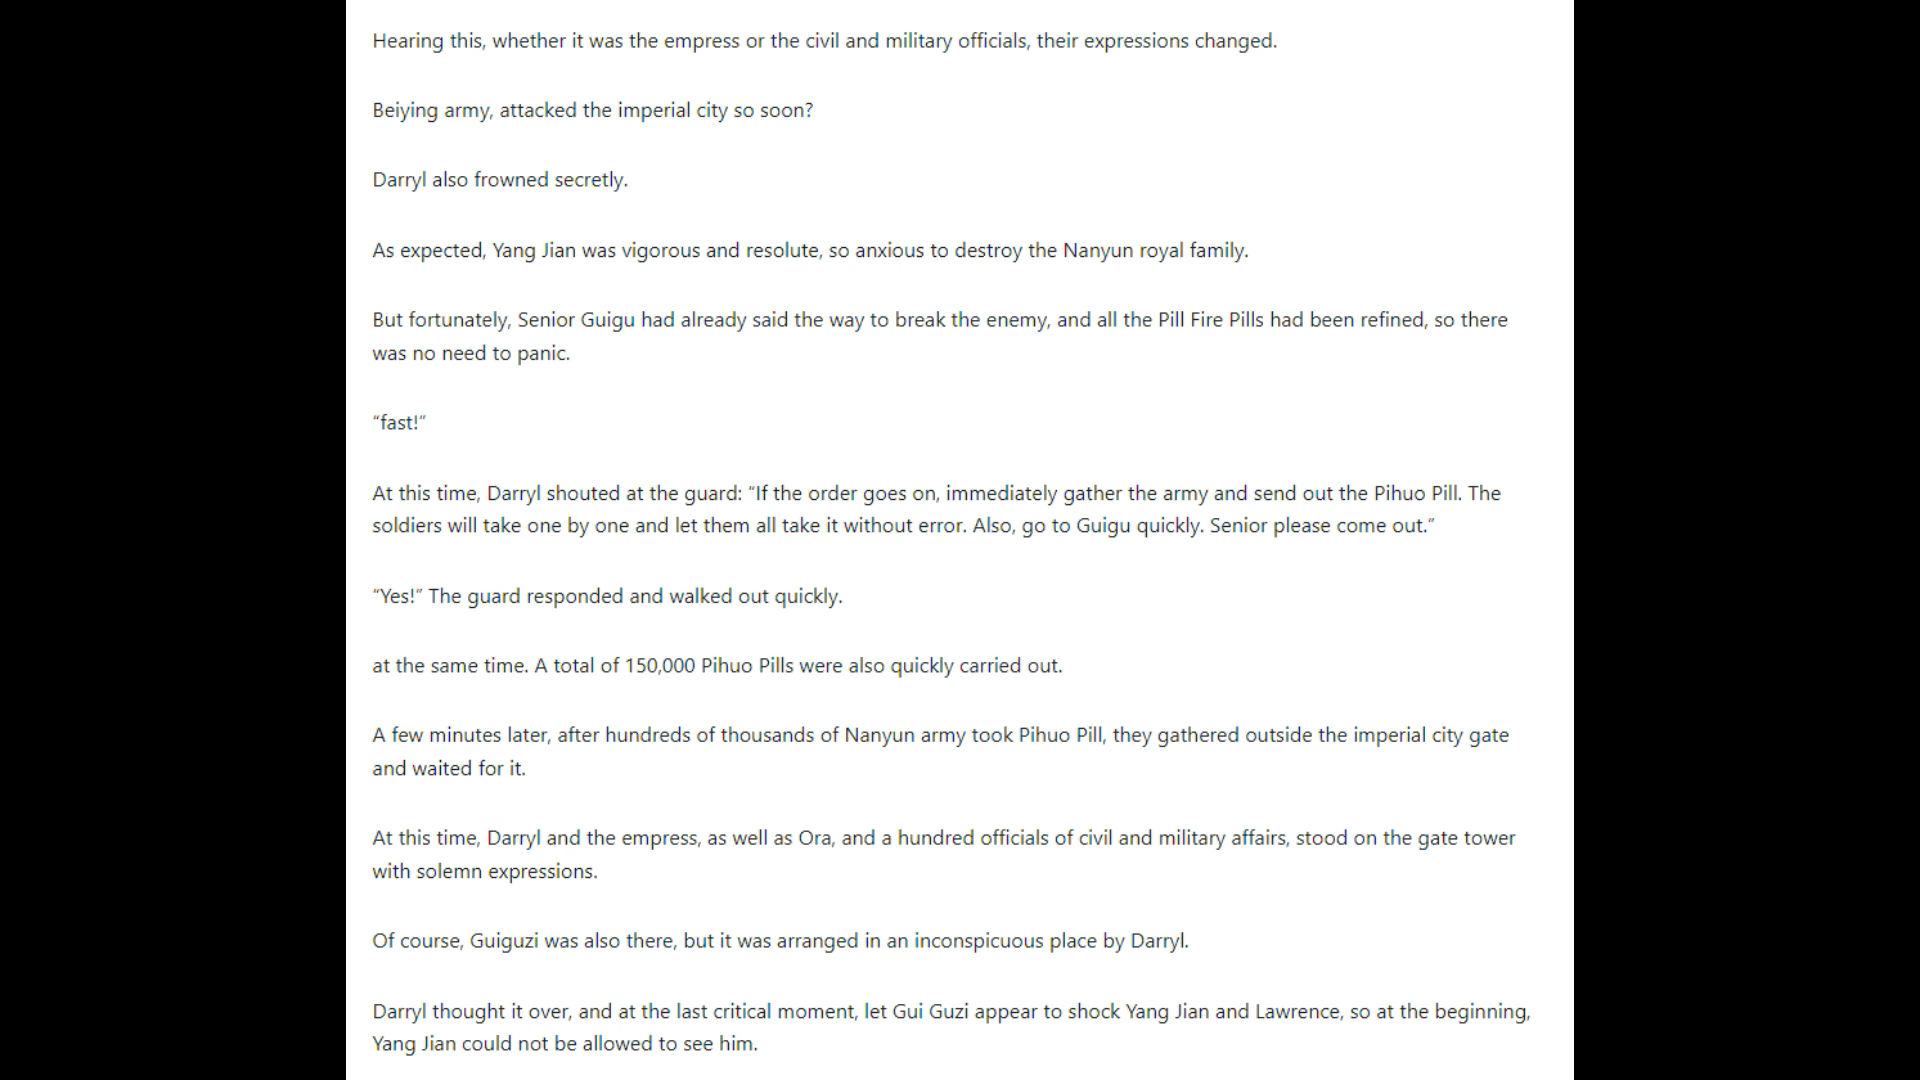 Hearing this, whether it was the empress or the civil and military officials, their expressions changed.
Beiying army, attacked the imperial city so soon?
Darryl also frowned secretly.
As expected, Yang Jian was vigorous and resolute, so anxious to destroy the Nanyun royal family.
But fortunately, Senior Guigu had already said the way to break the enemy, and all the Pill Fire Pills had been refined, so there
was no need to panic.
“fast!”
At this time, Darryl shouted at the guard: “If the order goes on, immediately gather the army and send out the Pihuo Pill. The
soldiers will take one by one and let them all take it without error. Also, go to Guigu quickly. Senior please come out.”
“Yes!” The guard responded and walked out quickly.
at the same time. A total of 150,000 Pihuo Pills were also quickly carried out.
A few minutes later, after hundreds of thousands of Nanyun army took Pihuo Pill, they gathered outside the imperial city gate
and waited for it.
At this time, Darryl and the empress, as well as Ora, and a hundred officials of civil and military affairs, stood on the gate tower
with solemn expressions.
Of course, Guiguzi was also there, but it was arranged in an inconspicuous place by Darryl.
Darryl thought it over, and at the last critical moment, let Gui Guzi appear to shock Yang Jian and Lawrence, so at the beginning,
Yang Jian could not be allowed to see him.